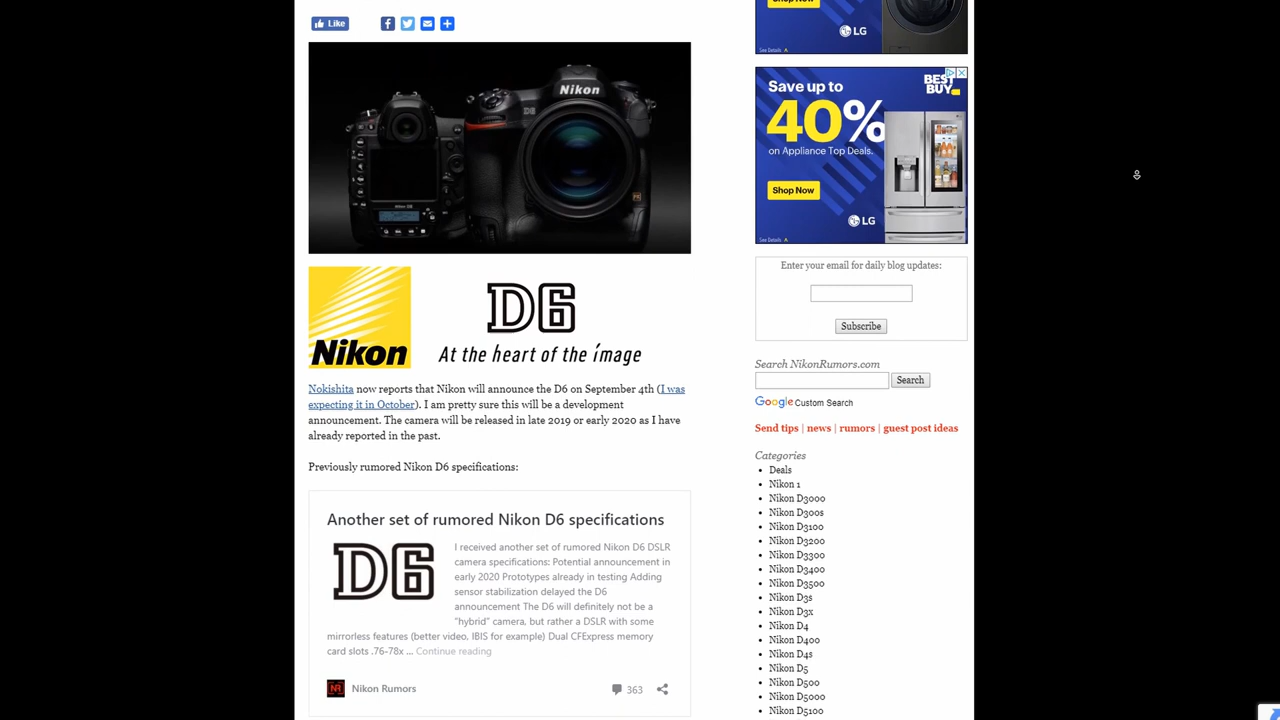 Like
Nikon
D6
Nikon
D6
At the heart of the image
Nokishita now reports that Nikon will announce the D6 on September 4th (I was
expecting it in October). I am pretty sure this will be a development
announcement. The camera will be released in late 2019 or early 2020 as I have
already reported in the past.
Previously rumored Nikon D6 specifications:
Another set of rumored Nikon D6 specifications
D6
I received another set of rumored Nikon D6 DSLR
camera specifications: Potential announcement in
early 2020 Prototypes already in testing Adding
sensor stabilization delayed the D6
announcement The D6 will definitely not be a
"hybrid" camera, but rather a DSLR with some
mirrorless features (better video, IBIS for example) Dual CFExpress memory
card slots .76-78x ... Continue reading
NR
Nikon Rumors
363
Shop Now
LG
See Details
Save up to
BEST
BUY
40%
on Appliance Top Deals.
Shop Now
LG
See Details
Enter your email for daily blog updates:
Subscribe
Search NikonRumors.com
Search
Google Custom Search
Send tips | news | rumors | guest post ideas
Categories
Deals
Nikon 1
Nikon D3000
Nikon D300s
Nikon D3100
Nikon D3200
Nikon D3300
Nikon D3400
Nikon D3500
Nikon D3s
Nikon D3x
Nikon D4
Nikon D400
Nikon D4s
Nikon D5
Nikon D500
Nikon D5000
Nikon D5100